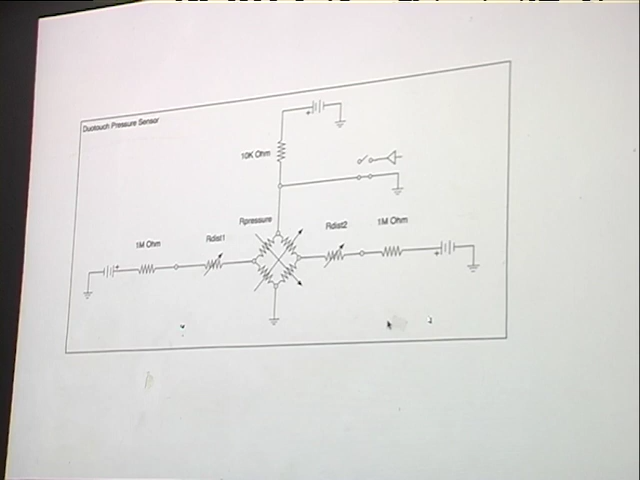 Duotouch Pressure Sensor
10K Ohm
Rpressure
Rdist2
1M Ohm
1M Ohm
Rdist1